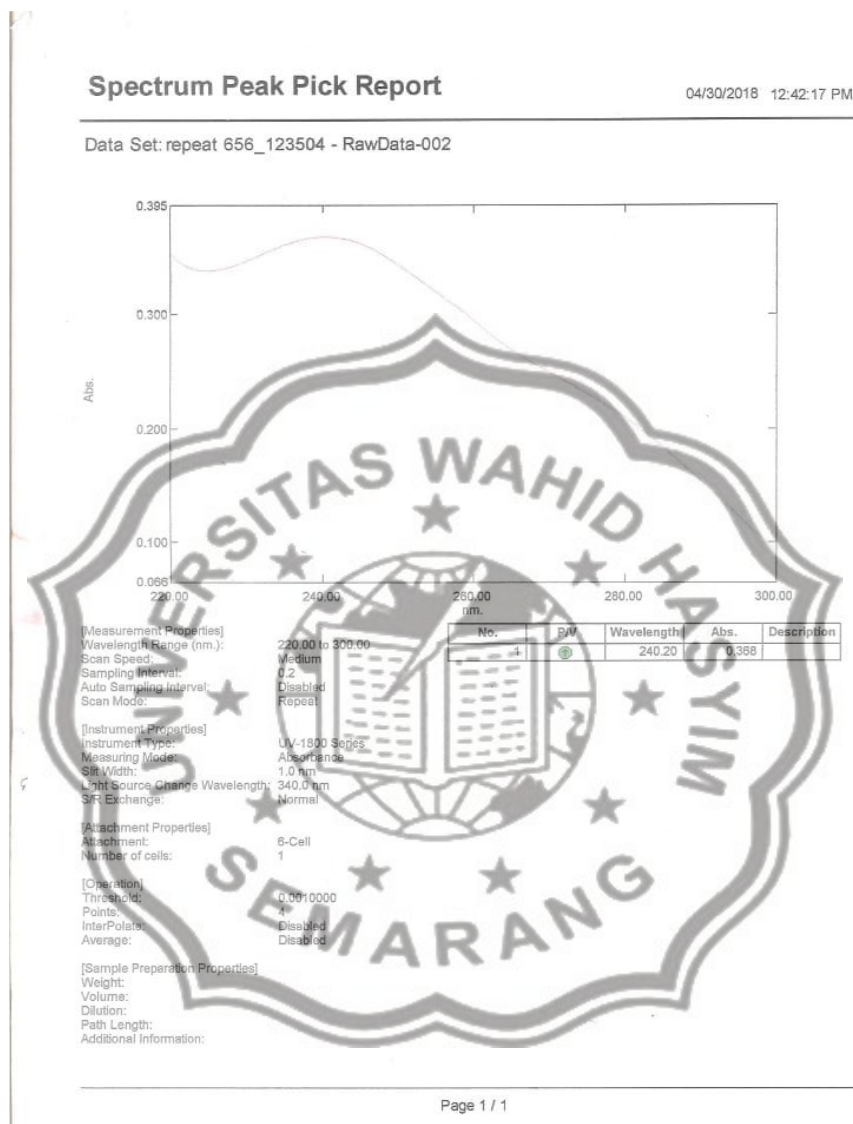 Spectrum Peak Pick Report
04/30/2018 12:42:17 PM
Data Set: repeat 656_123504 - RawData-002
0.395
0.300
0.200
0.100
0.066
Abs.
220.00 240.00 260.00 280.00 300.00
nm.
No. P/V Wavelength Abs. Description
1 240.20 0.368
[Measurement Properties]
Wavelength Range (nm.): 220.00 to 300.00
Scan Speed: Medium
Sampling Interval: 0.2
Auto Sampling Interval: Disabled
Scan Mode: Repeat
[Instrument Properties]
Instrument Type: UV-1800 Series
Measuring Mode: Absorbance
Slit Width: 1.0 nm
Light Source Change Wavelength: 340.0 nm
S/R Exchange: Normal
[Attachment Properties]
Attachment: 6-Cell
Number of cells: 1
[Operation]
Threshold: 0.0010000
Points: 4
InterPolate: Disabled
Average: Disabled
[Sample Preparation Properties]
Weight:
Volume:
Dilution:
Path Length:
Additional Information:
UNIVERSITAS WAHID HASYIM
SEMARANG
Page 1 / 1